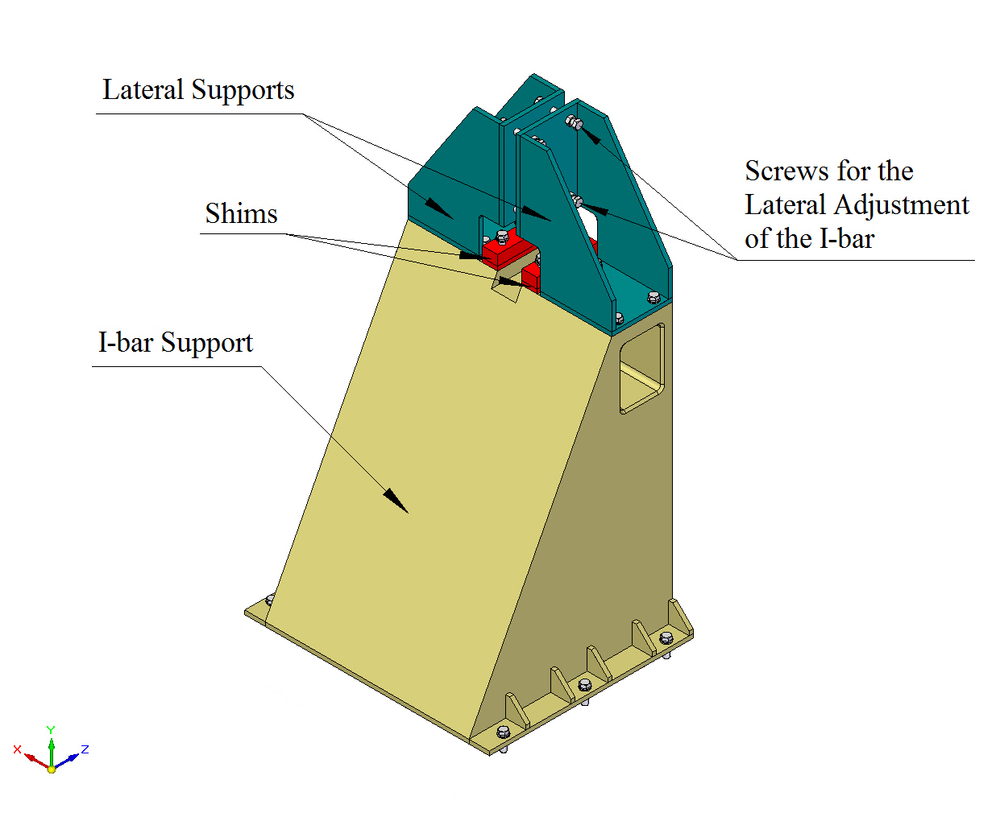 Lateral Supports
Shims
I-bar Support
Screws for the
Lateral Adjustment
of the I-bar
Y
X
Z